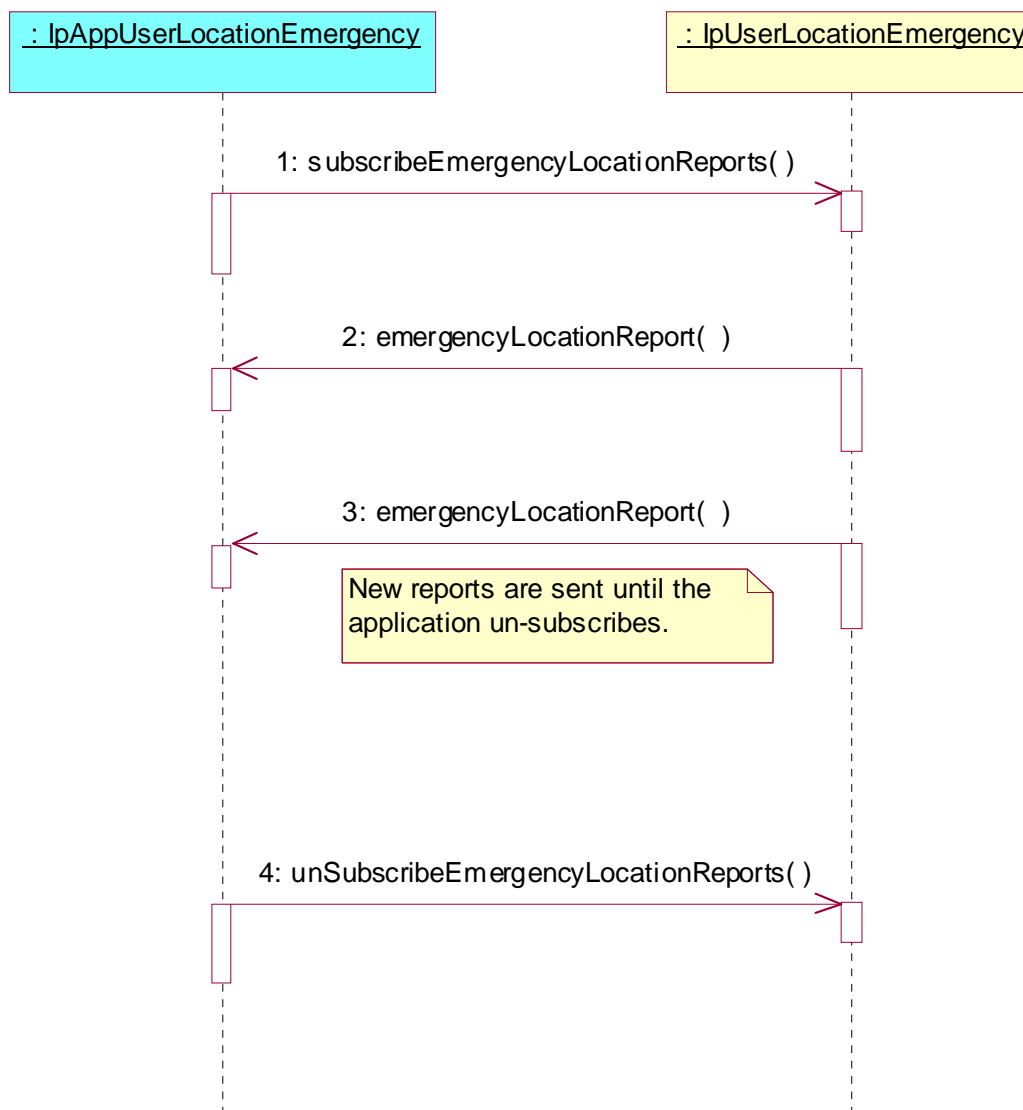 : IpAppUserLocationEmergency
: IpUserLocationEmergency
1: subscribeEmergencyLocationReports( )
2: emergencyLocationReport( )
3: emergencyLocationReport( )
New reports are sent until the
application un-subscribes.
4: unSubscribeEmergencyLocationReports( )